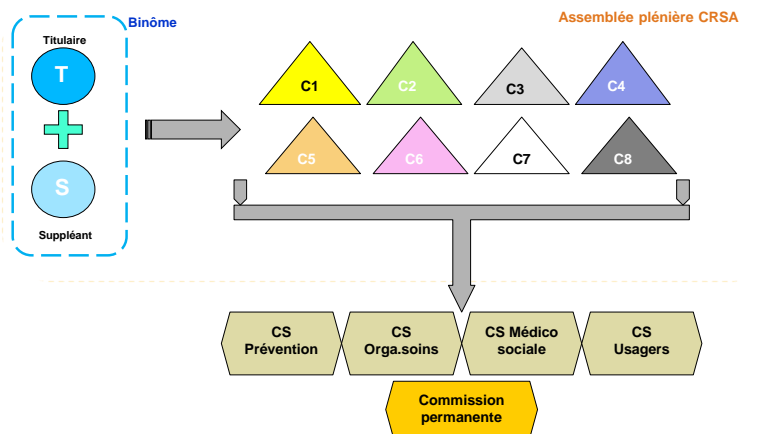 Binôme
Assemblée plénière CRSA
Titulaire
T
S
Suppléant
C1
C2
C3
C4
C5
C6
C7
C8
CS
Prévention
CS
Orga.soins
CS Médico
sociale
CS
Usagers
Commission
permanente